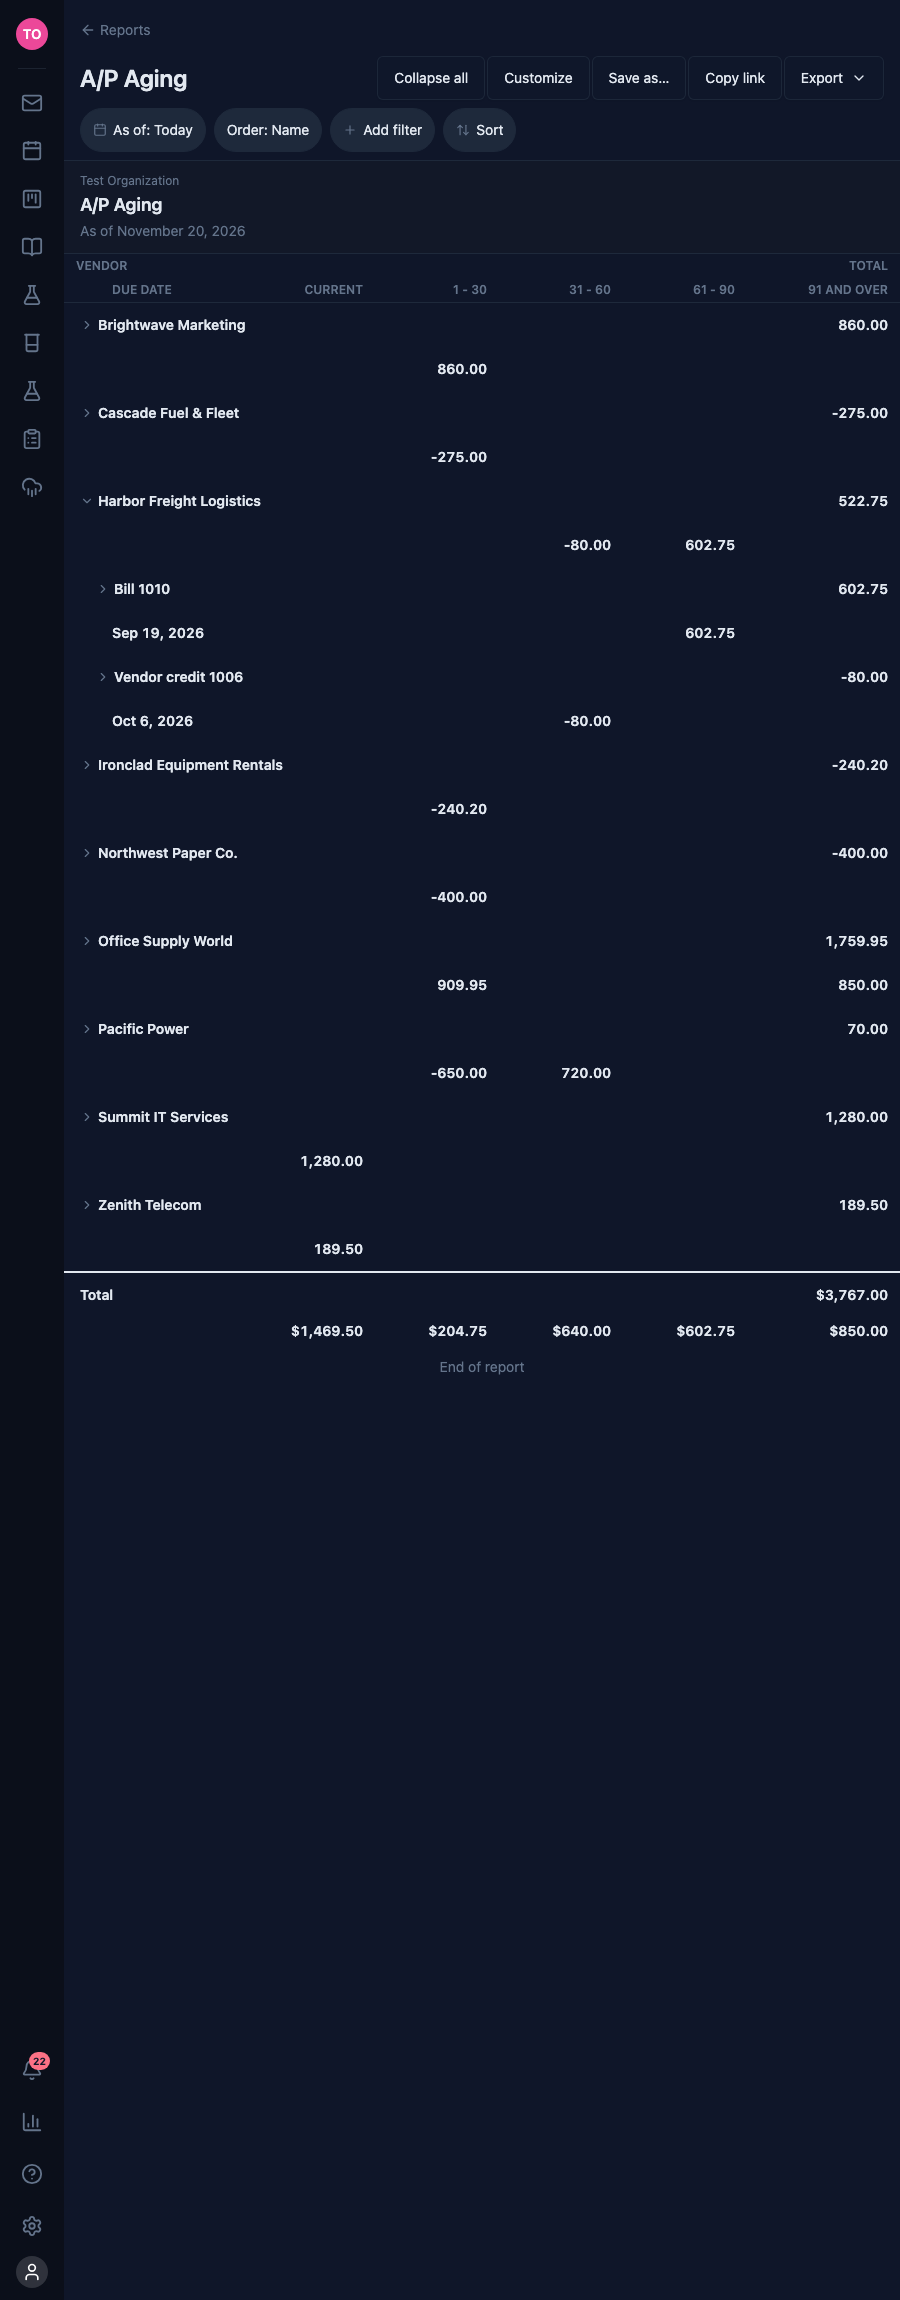 TO
Reports
A/P Aging
Collapse all
Customize
Save as...
Copy link
Export
As of: Today
Order: Name
Add filter
Sort
Test Organization
A/P Aging
As of November 20, 2026
VENDOR TOTAL
DUE DATE CURRENT 1 - 30 31 - 60 61 - 90 91 AND OVER
Brightwave Marketing 860.00
860.00
Cascade Fuel & Fleet -275.00
-275.00
Harbor Freight Logistics 522.75
-80.00 602.75
Bill 1010 602.75
Sep 19, 2026 602.75
Vendor credit 1006 -80.00
Oct 6, 2026 -80.00
Ironclad Equipment Rentals -240.20
-240.20
Northwest Paper Co. -400.00
-400.00
Office Supply World 1,759.95
909.95 850.00
Pacific Power 70.00
-650.00 720.00
Summit IT Services 1,280.00
1,280.00
Zenith Telecom 189.50
189.50
Total $3,767.00
$1,469.50 $204.75 $640.00 $602.75 $850.00
End of report
22